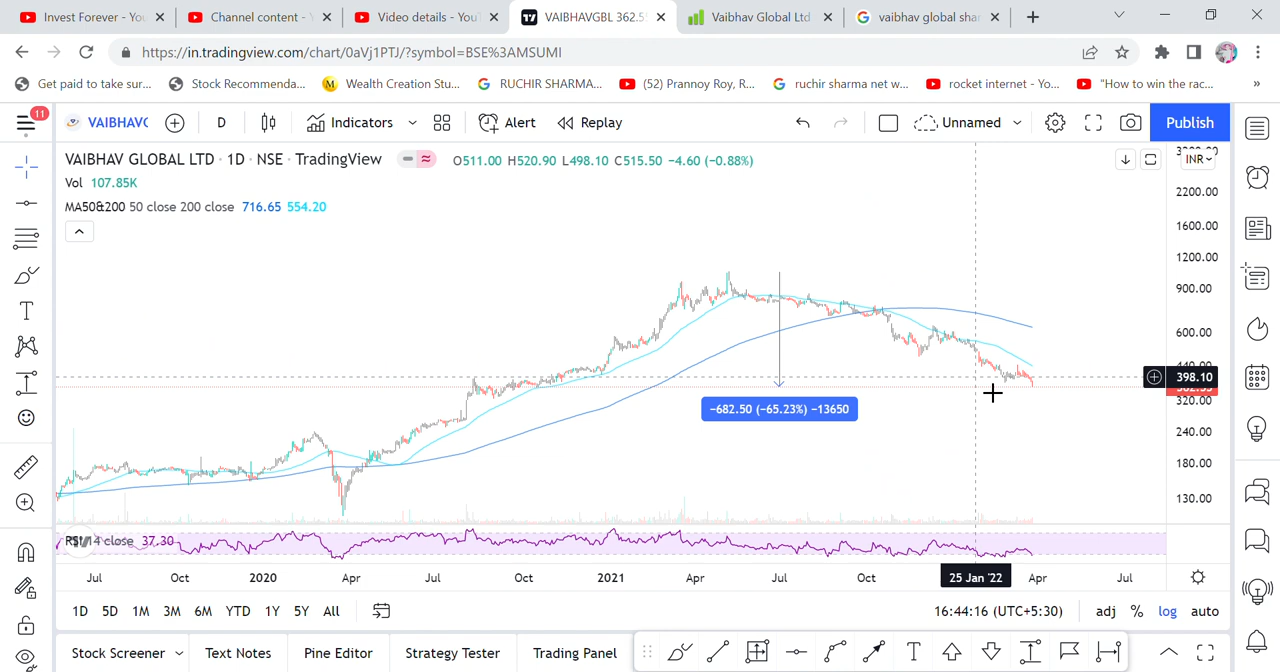 Invest Forever - Yo
Channel content -
Video details - You
VAIBHAVGBL 362.5
Vaibhav Global Ltd
vaibhav global shar
https://in.tradingview.com/chart/0aVj1PTJ/?symbol=BSE%3AMSUMI
Get paid to take sur...
Stock Recommenda...
Wealth Creation Stu...
RUCHIR SHARMA...
(52) Prannoy Roy, R...
ruchir sharma net w...
rocket internet - Yo...
"How to win the rac...
»
11
VAIBHAVG
D
Indicators
Alert
Replay
Unnamed
Publish
VAIBHAV GLOBAL LTD · 1D · NSE · TradingView
O511.00 H520.90 L498.10 C515.50 −4.60 (−0.88%)
INR
Vol 107.85K
MA50&200 50 close 200 close 716.65 554.20
2200.00
1600.00
1200.00
900.00
600.00
398.10
320.00
240.00
180.00
130.00
−682.50 (−65.23%) −13650
RSI 14 close 37.30
Jul
Oct
2020
Apr
Jul
Oct
2021
Apr
Jul
Oct
25 Jan '22
Apr
Jul
1D 5D 1M 3M 6M YTD 1Y 5Y All
16:44:16 (UTC+5:30)
adj % log auto
Stock Screener
Text Notes
Pine Editor
Strategy Tester
Trading Panel